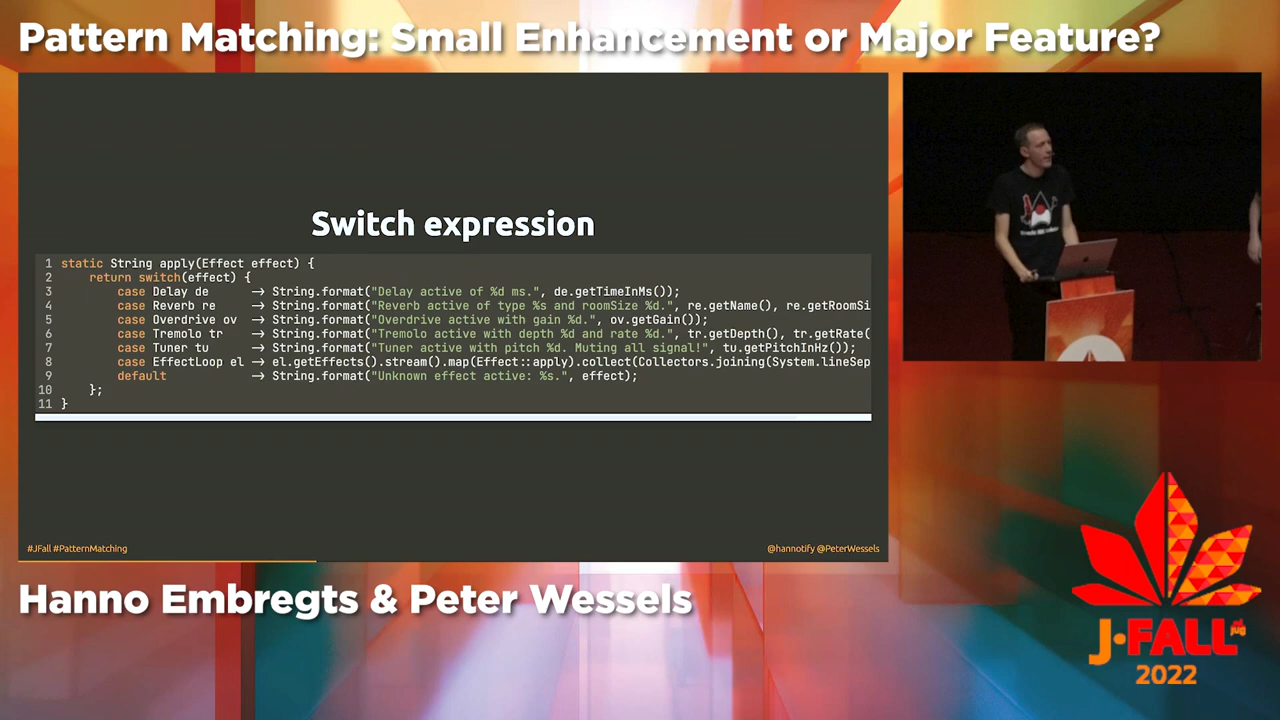 Pattern Matching: Small Enhancement or Major Feature?
Switch expression
1 static String apply(Effect effect) {
2 return switch(effect) {
3 case Delay de -> String.format("Delay active of %d ms.", de.getTimeInMs());
4 case Reverb re -> String.format("Reverb active of type %s and roomSize %d.", re.getName(), re.getRoomSi
5 case Overdrive ov -> String.format("Overdrive active with gain %d.", ov.getGain());
6 case Tremolo tr -> String.format("Tremolo active with depth %d and rate %d.", tr.getDepth(), tr.getRate(
7 case Tuner tu -> String.format("Tuner active with pitch %d. Muting all signal!", tu.getPitchInHz());
8 case EffectLoop el -> el.getEffects().stream().map(Effect::apply).collect(Collectors.joining(System.lineSep
9 default -> String.format("Unknown effect active: %s.", effect);
10 };
11 }
#JFall #PatternMatching
@hannotify @PeterWessels
Hanno Embregts & Peter Wessels
J-FALL
2022